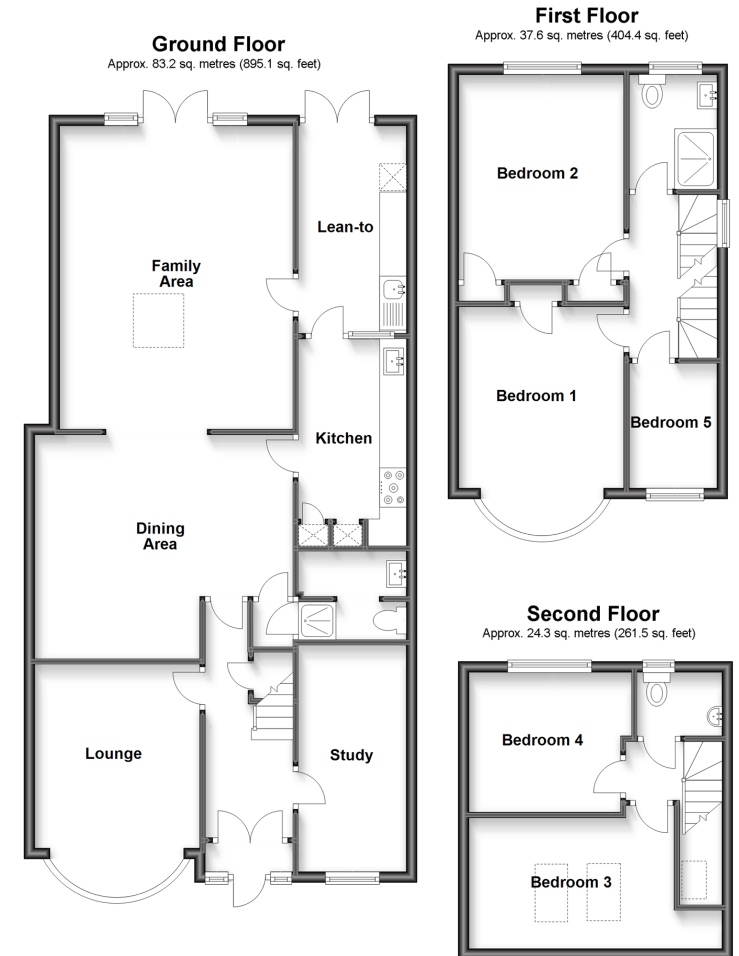 Ground Floor
Approx. 83.2 sq. metres (895.1 sq. feet)
Family
Area
Lean-to
Kitchen
Dining
Area
Lounge
Study
First Floor
Approx. 37.6 sq. metres (404.4 sq. feet)
Bedroom 2
Bedroom 1
Bedroom 5
Second Floor
Approx. 24.3 sq. metres (261.5 sq. feet)
Bedroom 4
Bedroom 3